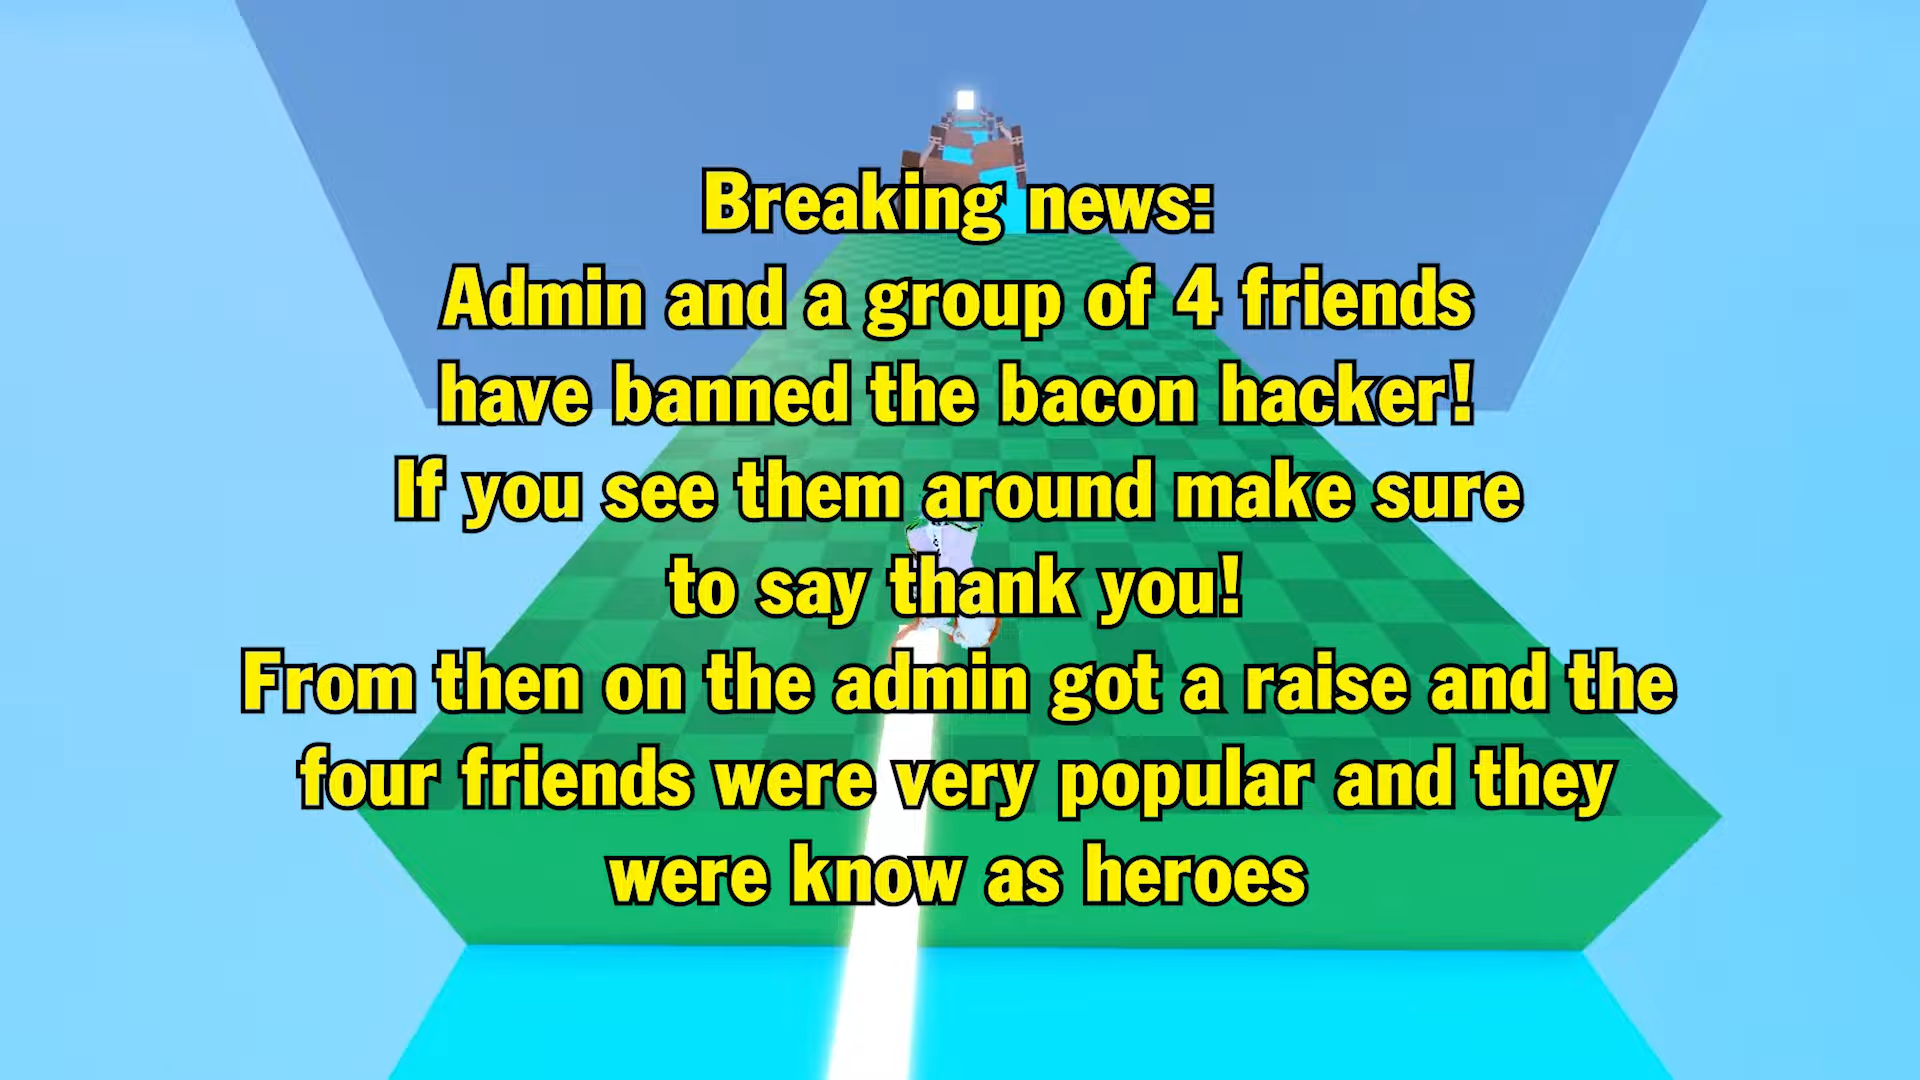 Breaking news:
Admin and a group of 4 friends
have banned the bacon hacker!
If you see them around make sure
to say thank you!
From then on the admin got a raise and the
four friends were very popular and they
were know as heroes